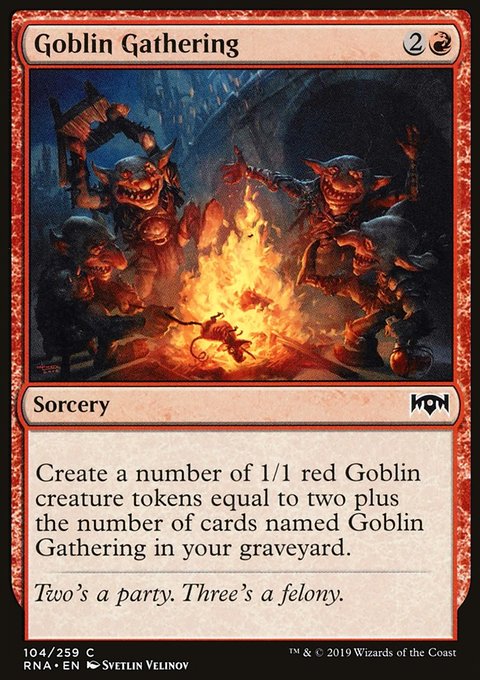 Goblin Gathering 2
Sorcery
Create a number of 1/1 red Goblin
creature tokens equal to two plus
the number of cards named Goblin
Gathering in your graveyard.
Two's a party. Three's a felony.
104/259 C
RNA • EN Svetlin Velinov
™ & © 2019 Wizards of the Coast